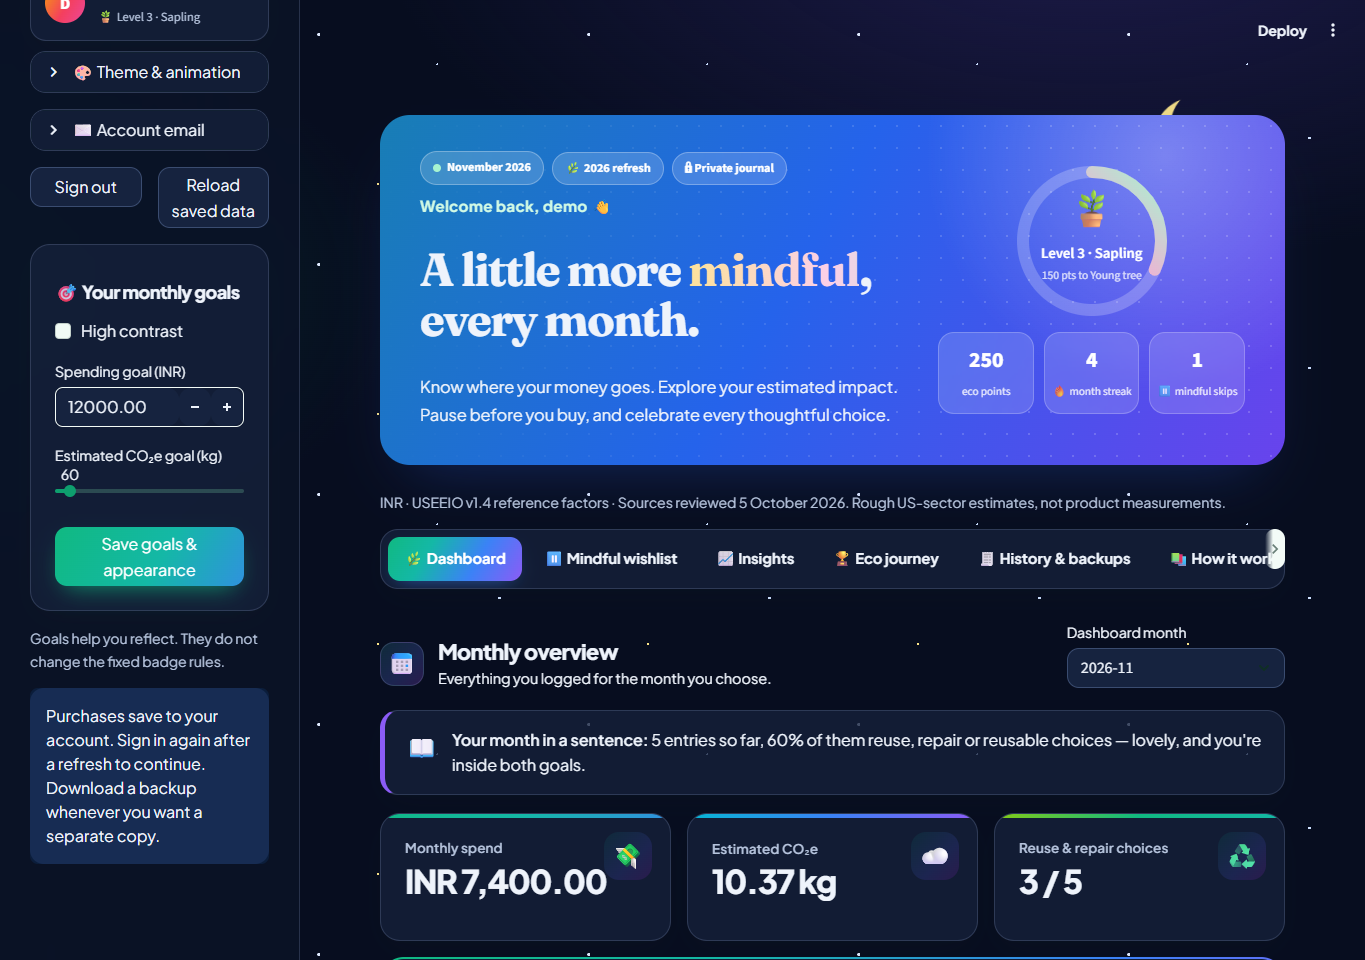 D
Level 3 · Sapling
Theme & animation
Account email
Sign out
Reload
saved data
Your monthly goals
High contrast
Spending goal (INR)
12000.00
Estimated CO₂e goal (kg)
60
Save goals &
appearance
Goals help you reflect. They do not
change the fixed badge rules.
Purchases save to your
account. Sign in again after
a refresh to continue.
Download a backup
whenever you want a
separate copy.
Deploy
November 2026
2026 refresh
Private journal
Welcome back, demo
A little more mindful,
every month.
Know where your money goes. Explore your estimated impact.
Pause before you buy, and celebrate every thoughtful choice.
Level 3 · Sapling
150 pts to Young tree
250
eco points
4
month streak
1
mindful skips
INR · USEEIO v1.4 reference factors · Sources reviewed 5 October 2026. Rough US-sector estimates, not product measurements.
Dashboard
Mindful wishlist
Insights
Eco journey
History & backups
How it work
Monthly overview
Everything you logged for the month you choose.
Dashboard month
2026-11
Your month in a sentence: 5 entries so far, 60% of them reuse, repair or reusable choices — lovely, and you're
inside both goals.
Monthly spend
INR 7,400.00
Estimated CO₂e
10.37 kg
Reuse & repair choices
3 / 5